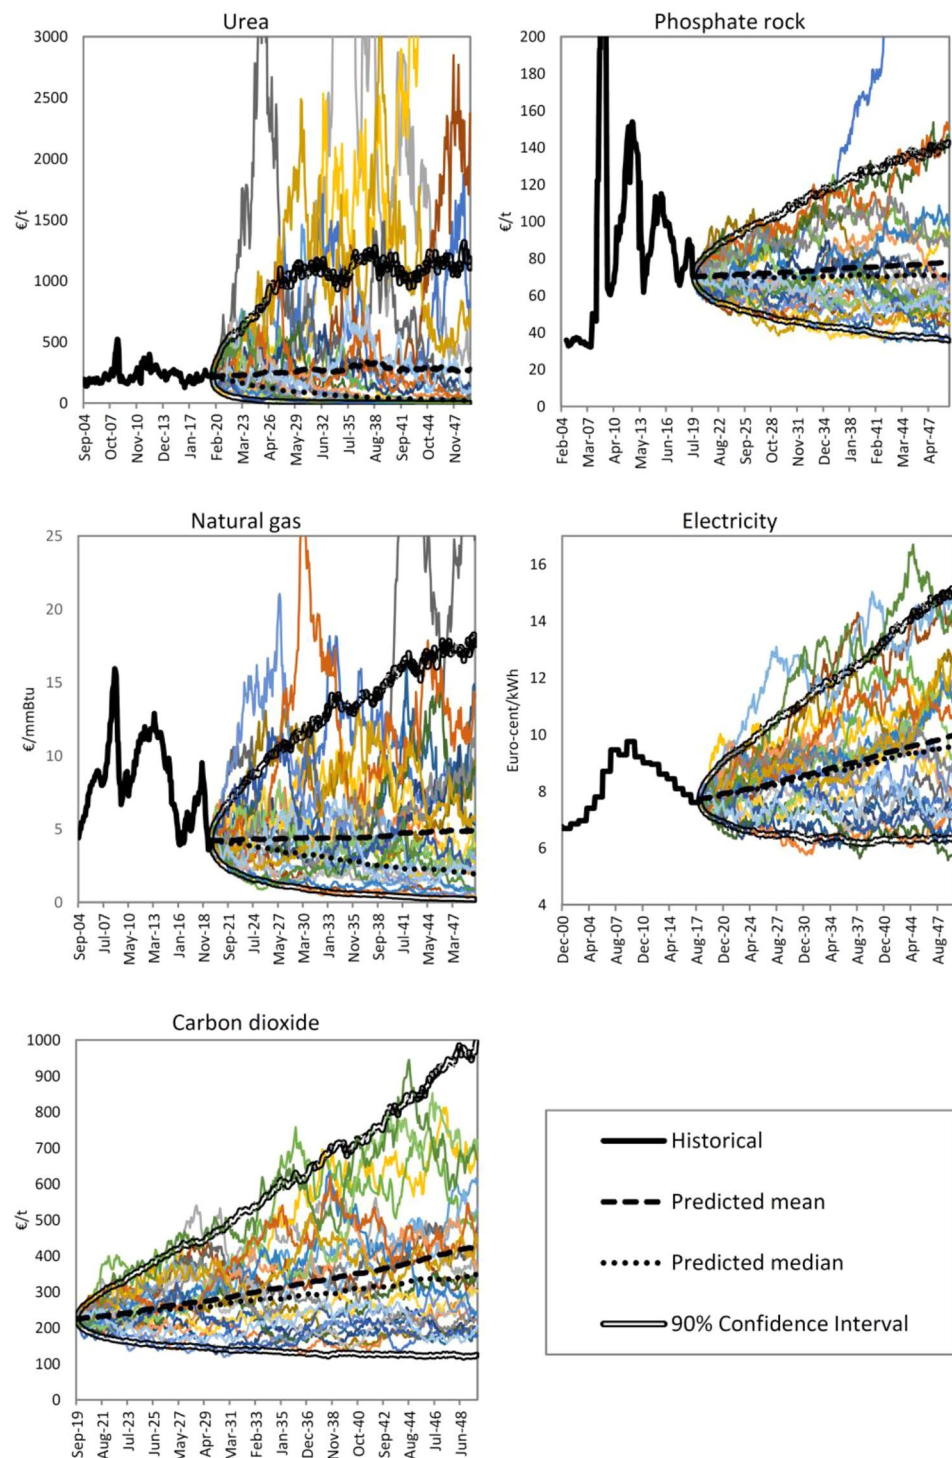 Urea
3000
2500
2000
1500
1000
500
0
€/t
Sep-04
Oct-07
Nov-10
Dec-13
Jan-17
Feb-20
Mar-23
Apr-26
May-29
Jun-32
Jul-35
Aug-38
Sep-41
Oct-44
Nov-47
Phosphate rock
200
180
160
140
120
100
80
60
40
20
0
€/t
Feb-04
Mar-07
Apr-10
May-13
Jun-16
Jul-19
Aug-22
Sep-25
Oct-28
Nov-31
Dec-34
Jan-38
Feb-41
Mar-44
Apr-47
Natural gas
25
20
15
10
5
0
€/mmBtu
Sep-04
Jul-07
May-10
Mar-13
Jan-16
Nov-18
Sep-21
Jul-24
May-27
Mar-30
Jan-33
Nov-35
Sep-38
Jul-41
May-44
Mar-47
Electricity
16
14
12
10
8
6
4
Euro-cent/kWh
Dec-00
Apr-04
Aug-07
Dec-10
Apr-14
Aug-17
Dec-20
Apr-24
Aug-27
Dec-30
Apr-34
Aug-37
Dec-40
Apr-44
Aug-47
Carbon dioxide
1000
900
800
700
600
500
400
300
200
100
0
€/t
Sep-19
Aug-21
Jul-23
Jun-25
May-27
Apr-29
Mar-31
Feb-33
Jan-35
Dec-36
Nov-38
Oct-40
Sep-42
Aug-44
Jul-46
Jun-48
Historical
Predicted mean
Predicted median
90% Confidence Interval